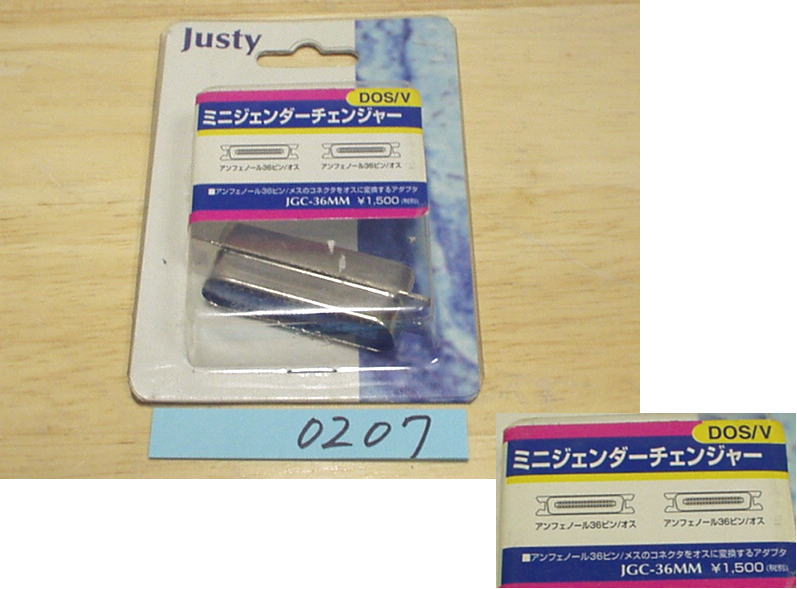 Justy
DOS/V
ミニジェンダーチェンジャー
アンフェノール36ピン/オス アンフェノール36ピン/オス
■アンフェノール36ピン/メスのコネクタをオスに変換するアダプタ
JGC-36MM ¥1,500(税別)
0207
DOS/V
ミニジェンダーチェンジャー
アンフェノール36ピン/オス アンフェノール36ピン/オス
■アンフェノール36ピン/メスのコネクタをオスに変換するアダプタ
JGC-36MM ¥1,500(税別)